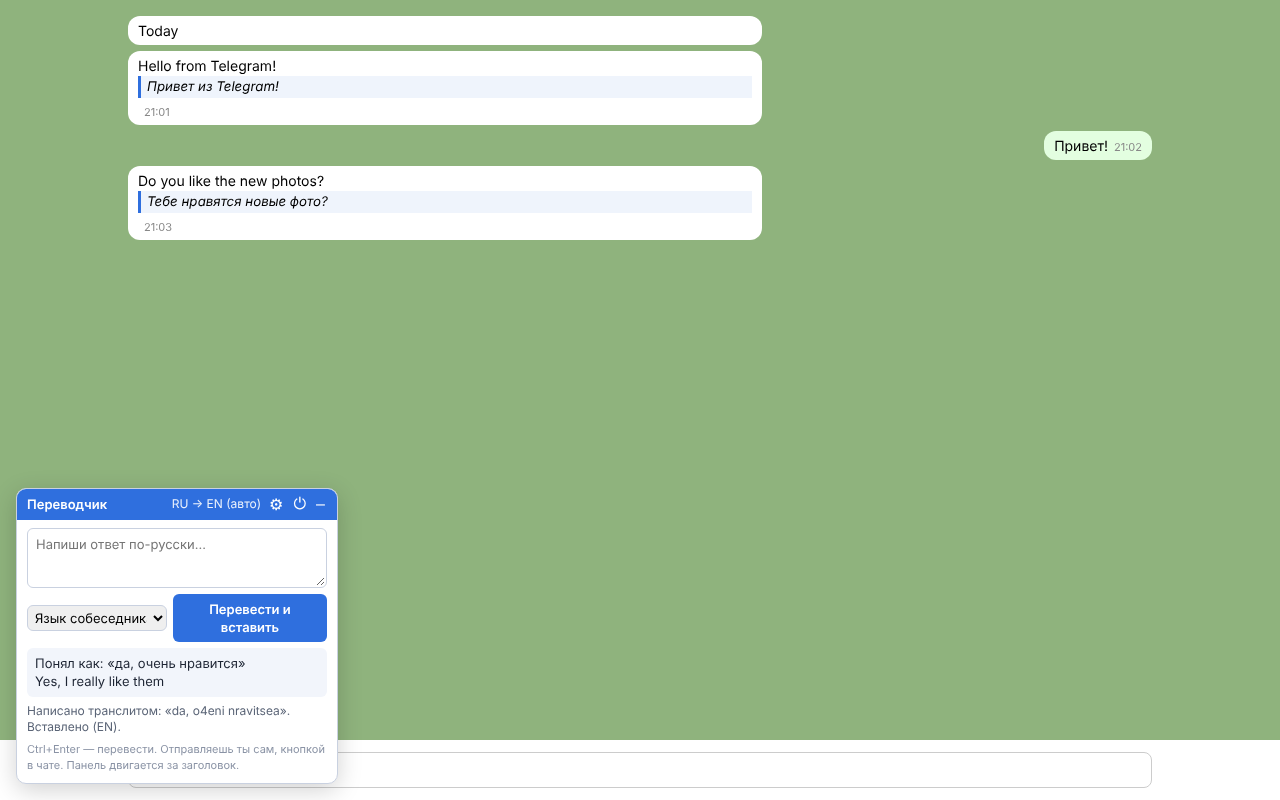 Today
Hello from Telegram!
Привет из Telegram!
21:01
Привет! 21:02
Do you like the new photos?
Тебе нравятся новые фото?
21:03
Переводчик RU → EN (авто) ⚙ ⏻ –
Напиши ответ по-русски...
Язык собеседник
Перевести и
вставить
Понял как: «да, очень нравится»
Yes, I really like them
Написано транслитом: «da, o4eni nravitsea».
Вставлено (EN).
Ctrl+Enter — перевести. Отправляешь ты сам, кнопкой
в чате. Панель двигается за заголовок.